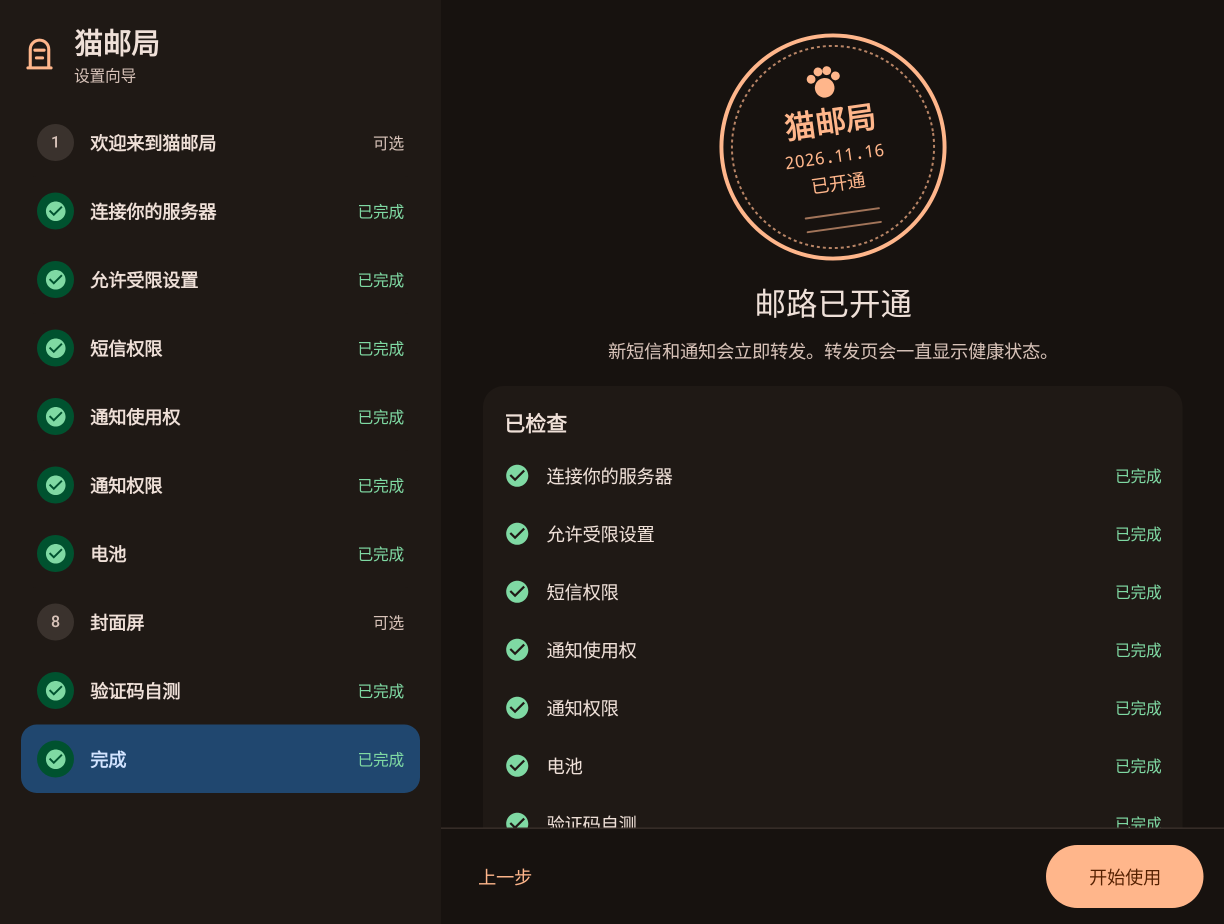 猫邮局
设置向导
1 欢迎来到猫邮局 可选
连接你的服务器 已完成
允许受限设置 已完成
短信权限 已完成
通知使用权 已完成
通知权限 已完成
电池 已完成
8 封面屏 可选
验证码自测 已完成
完成 已完成
猫邮局
2026.11.16
已开通
邮路已开通
新短信和通知会立即转发。转发页会一直显示健康状态。
已检查
连接你的服务器 已完成
允许受限设置 已完成
短信权限 已完成
通知使用权 已完成
通知权限 已完成
电池 已完成
验证码自测 已完成
上一步 开始使用